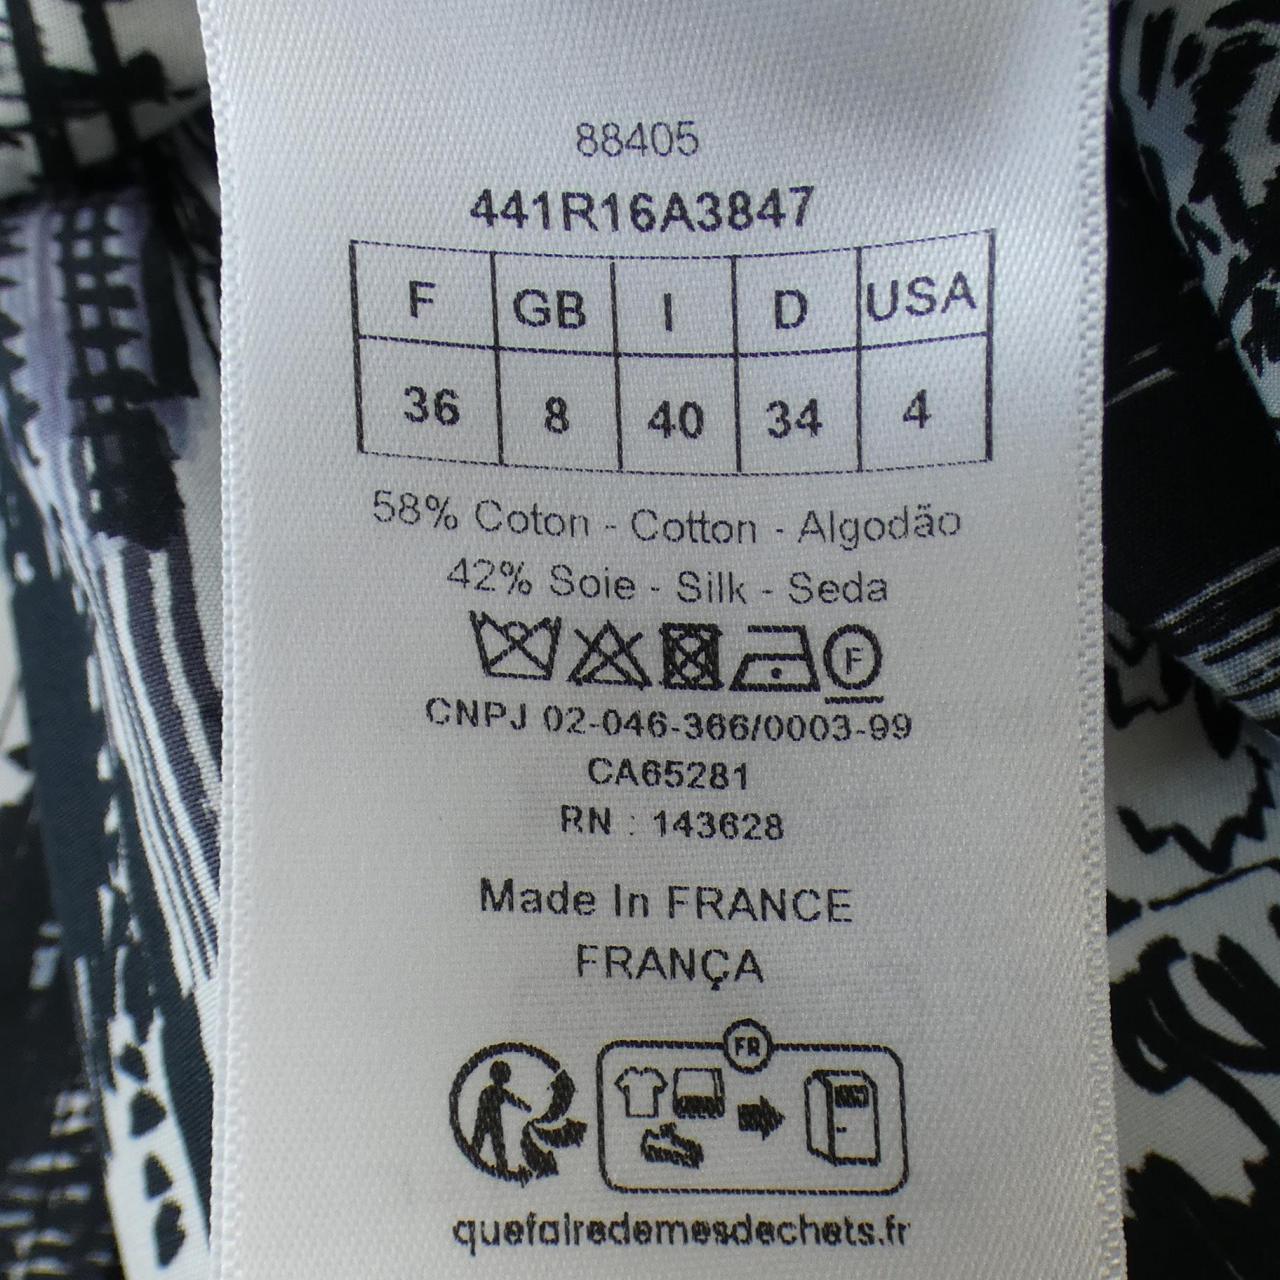 88405
441R16A3847
F GB I D USA
36 8 40 34 4
58% Coton - Cotton - Algodão
42% Soie - Silk - Seda
F
CNPJ 02-046-366/0003-99
CA65281
RN : 143628
Made In FRANCE
FRANÇA
FR
quefairedemesdechets.fr